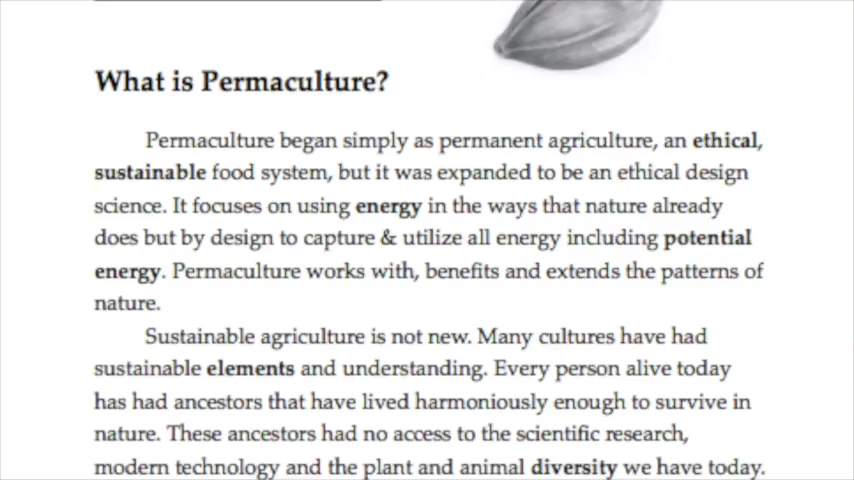 What is Permaculture?
Permaculture began simply as permanent agriculture, an ethical,
sustainable food system, but it was expanded to be an ethical design
science. It focuses on using energy in the ways that nature already
does but by design to capture & utilize all energy including potential
energy. Permaculture works with, benefits and extends the patterns of
nature.
Sustainable agriculture is not new. Many cultures have had
sustainable elements and understanding. Every person alive today
has had ancestors that have lived harmoniously enough to survive in
nature. These ancestors had no access to the scientific research,
modern technology and the plant and animal diversity we have today.